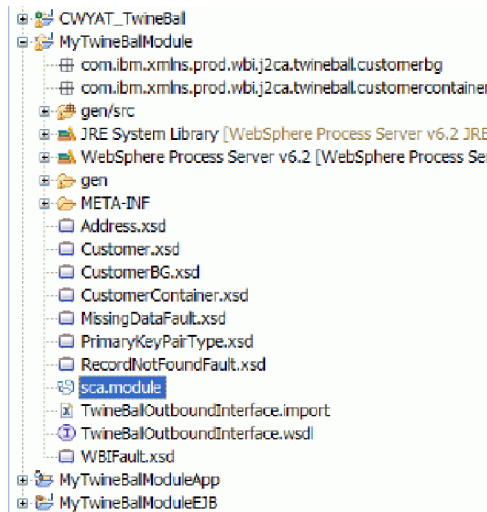 CWYAT_TwineBall
MyTwineBallModule
com.ibm.xmlns.prod.wbi.j2ca.twineball.customerbg
com.ibm.xmlns.prod.wbi.j2ca.twineball.customercontainer
gen/src
JRE System Library [WebSphere Process Server v6.2 JRE
WebSphere Process Server v6.2 [WebSphere Process Se
gen
META-INF
Address.xsd
Customer.xsd
CustomerBG.xsd
CustomerContainer.xsd
MissingDataFault.xsd
PrimaryKeyPairType.xsd
RecordNotFoundFault.xsd
sca.module
TwineBallOutboundInterface.import
TwineBallOutboundInterface.wsdl
WBIFault.xsd
MyTwineBallModuleApp
MyTwineBallModuleEJB